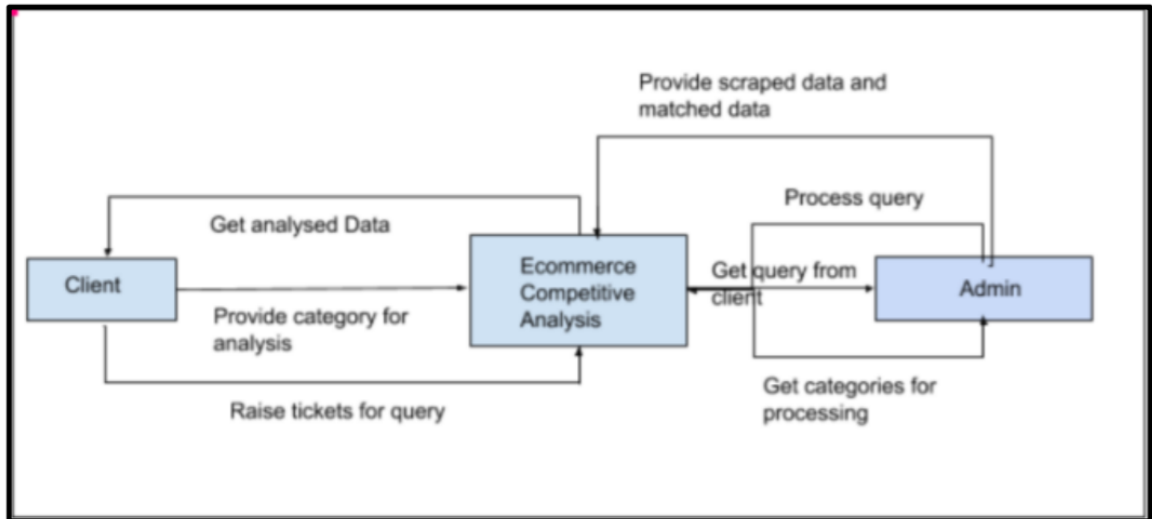 Provide scraped data and
matched data
Process query
Get analysed Data
Client
Ecommerce
Competitive
Analysis
Get query from
client
Admin
Provide category for
analysis
Raise tickets for query
Get categories for
processing